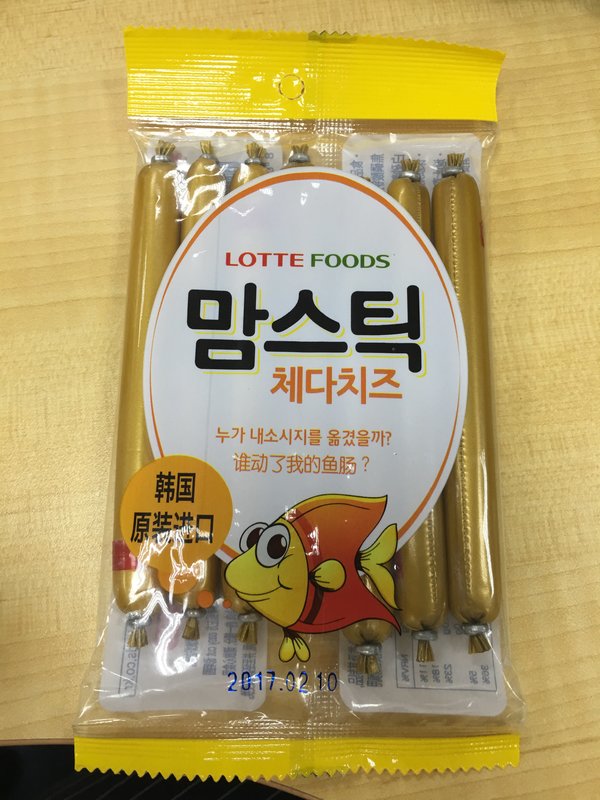 LOTTE FOODS
맘스틱
체다치즈
누가 내소시지를 옮겼을까?
谁动了我的鱼肠？
韩国
原装进口
2017.02.10